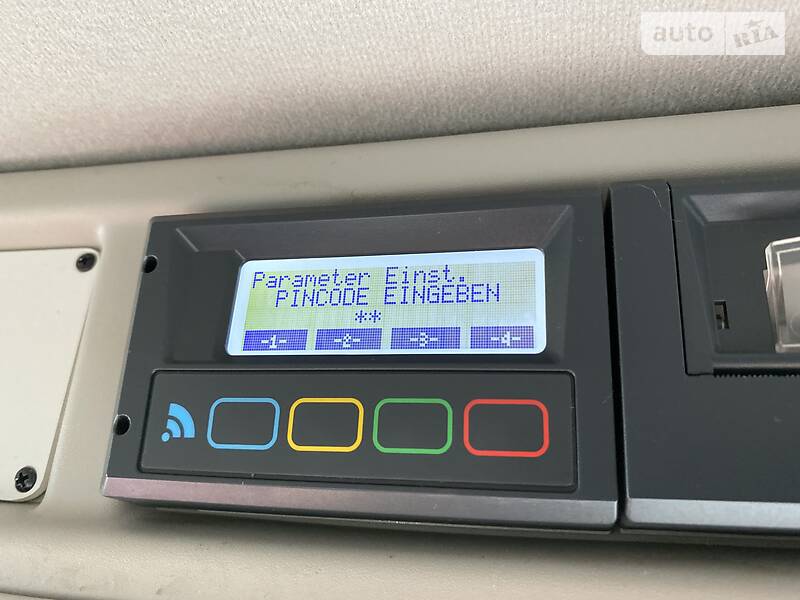 auto RIA
Parameter Einst.
PINCODE EINGEBEN
**
-1- -2- -3- -4-